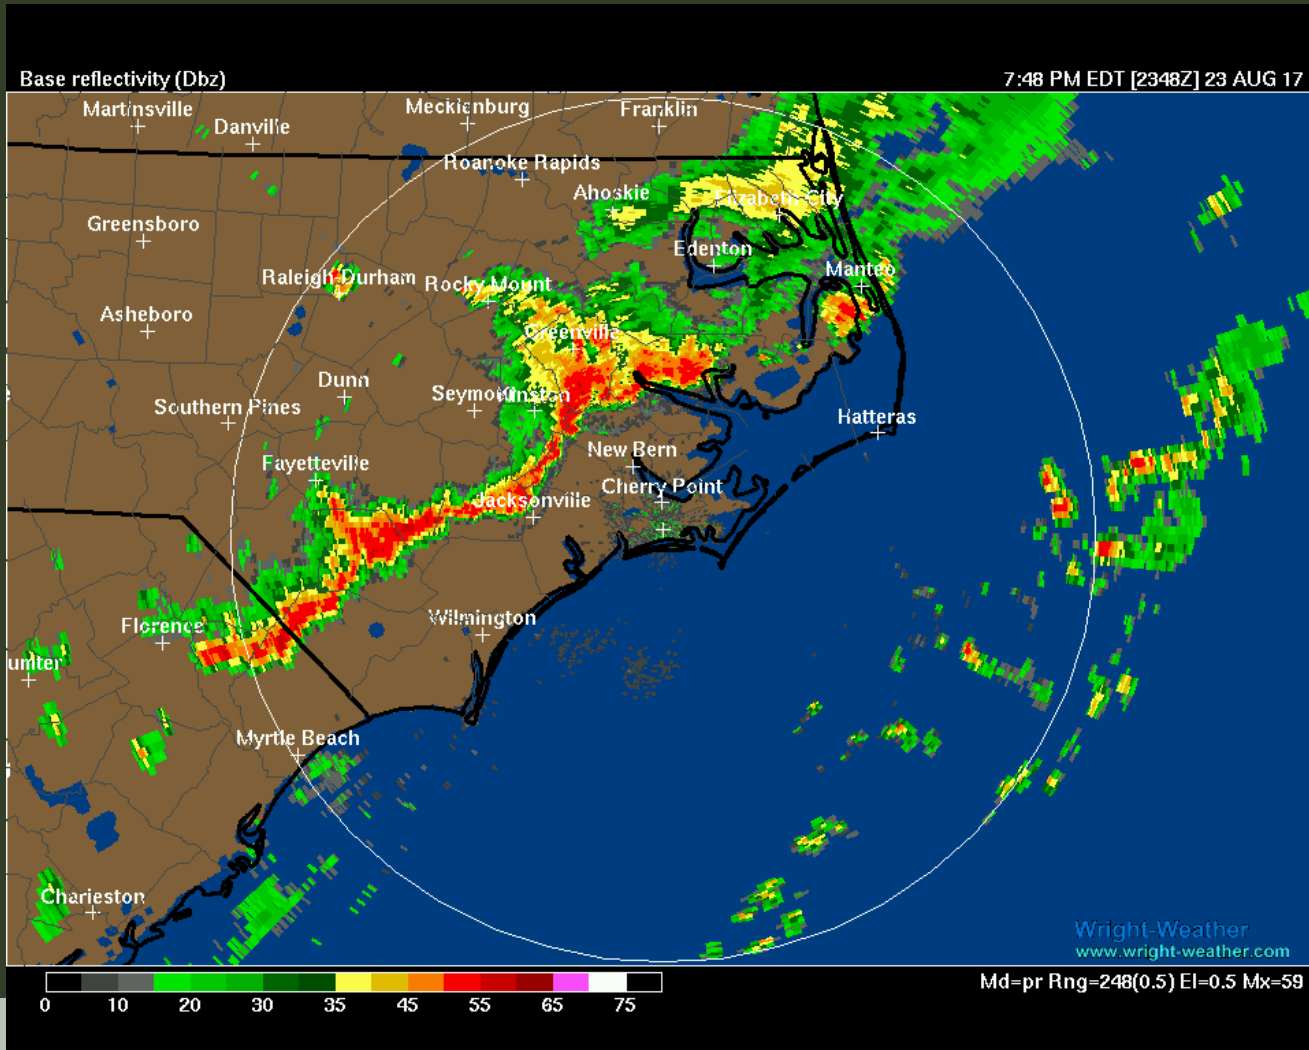 Base reflectivity (Dbz)
7:48 PM EDT [2348Z] 23 AUG 17
Martinsville
Mecklenburg
Franklin
Danville
Roanoke Rapids
Ahoskie
Elizabeth City
Greensboro
Edenton
Manteo
Raleigh-Durham
Rocky Mount
Asheboro
Greenville
Dunn
Seymour
Kinston
Southern Pines
Hatteras
New Bern
Fayetteville
Cherry Point
Jacksonville
Wilmington
Florence
umter
Myrtle Beach
Charleston
Wright-Weather
www.wright-weather.com
Md=pr Rng=248(0.5) El=0.5 Mx=59
0 10 20 30 35 45 55 65 75